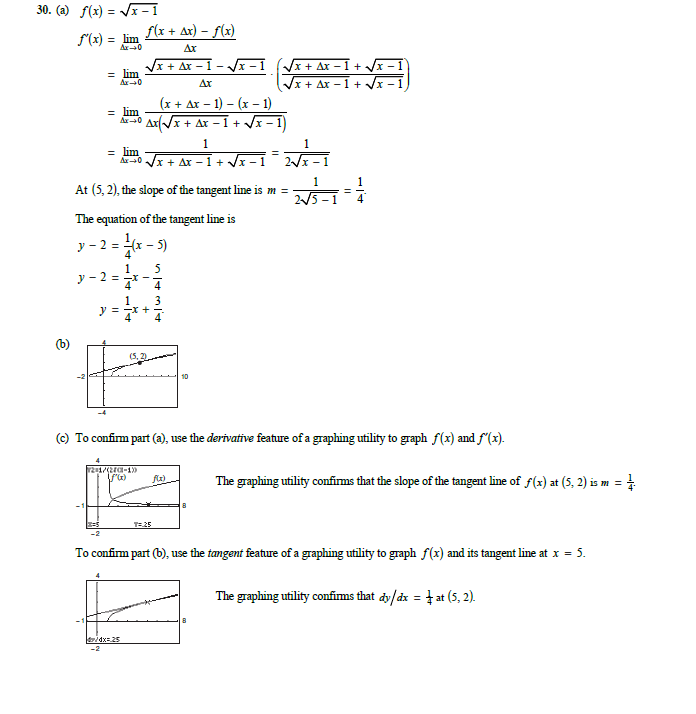 30. (a) f(x) = √(x − 1)
f′(x) = lim Δx→0 (f(x + Δx) − f(x)) / Δx
= lim Δx→0 (√(x + Δx − 1) − √(x − 1)) / Δx · ((√(x + Δx − 1) + √(x − 1)) / (√(x + Δx − 1) + √(x − 1)))
= lim Δx→0 ((x + Δx − 1) − (x − 1)) / (Δx(√(x + Δx − 1) + √(x − 1)))
= lim Δx→0 1 / (√(x + Δx − 1) + √(x − 1)) = 1 / (2√(x − 1))
At (5, 2), the slope of the tangent line is m = 1 / (2√(5 − 1)) = 1/4.
The equation of the tangent line is
y − 2 = 1/4(x − 5)
y − 2 = 1/4x − 5/4
y = 1/4x + 3/4.
(b)
4
(5, 2)
−2 10
−4
(c) To confirm part (a), use the derivative feature of a graphing utility to graph f(x) and f′(x).
4
Y2=1/(2√(X-1))
f′(x) f(x)
−1 8
X=5 Y=.25
−2
The graphing utility confirms that the slope of the tangent line of f(x) at (5, 2) is m = 1/4.
To confirm part (b), use the tangent feature of a graphing utility to graph f(x) and its tangent line at x = 5.
4
−1 8
dy/dx=.25
−2
The graphing utility confirms that dy/dx = 1/4 at (5, 2).